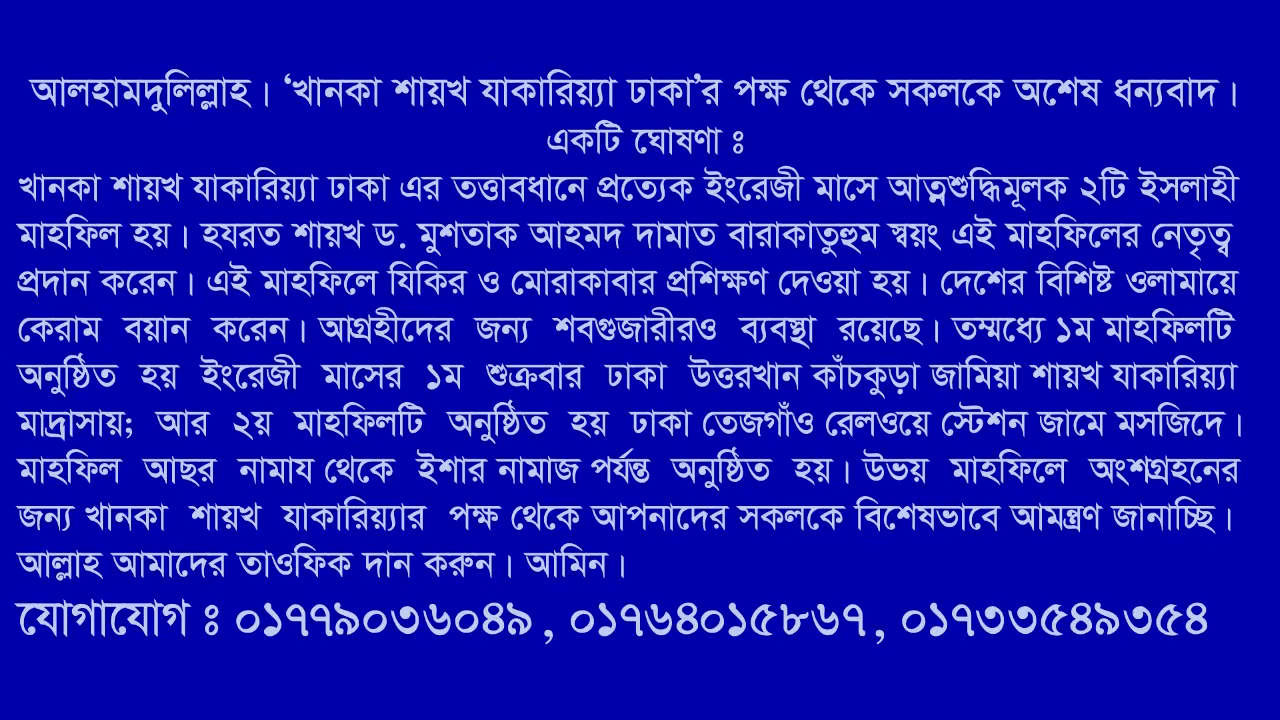 আলহামদুলিল্লাহ। ‘খানকা শায়খ যাকারিয়্যা ঢাকা’র পক্ষ থেকে সকলকে অশেষ ধন্যবাদ।
একটি ঘোষণা ঃ
খানকা শায়খ যাকারিয়্যা ঢাকা এর তত্তাবধানে প্রত্যেক ইংরেজী মাসে আত্নশুদ্ধিমূলক ২টি ইসলাহী
মাহফিল হয়। হযরত শায়খ ড. মুশতাক আহমদ দামাত বারাকাতুহুম স্বয়ং এই মাহফিলের নেতৃত্ব
প্রদান করেন। এই মাহফিলে যিকির ও মোরাকাবার প্রশিক্ষণ দেওয়া হয়। দেশের বিশিষ্ট ওলামায়ে
কেরাম বয়ান করেন। আগ্রহীদের জন্য শবগুজারীরও ব্যবস্থা রয়েছে। তম্মধ্যে ১ম মাহফিলটি
অনুষ্ঠিত হয় ইংরেজী মাসের ১ম শুক্রবার ঢাকা উত্তরখান কাঁচকুড়া জামিয়া শায়খ যাকারিয়্যা
মাদ্রাসায়; আর ২য় মাহফিলটি অনুষ্ঠিত হয় ঢাকা তেজগাঁও রেলওয়ে স্টেশন জামে মসজিদে।
মাহফিল আছর নামায থেকে ইশার নামাজ পর্যন্ত অনুষ্ঠিত হয়। উভয় মাহফিলে অংশগ্রহনের
জন্য খানকা শায়খ যাকারিয়্যার পক্ষ থেকে আপনাদের সকলকে বিশেষভাবে আমন্ত্রণ জানাচ্ছি।
আল্লাহ আমাদের তাওফিক দান করুন। আমিন।
যোগাযোগ ঃ ০১৭৭৯০৩৬০৪৯, ০১৭৬৪০১৫৮৬৭, ০১৭৩৩৫৪৯৩৫৪